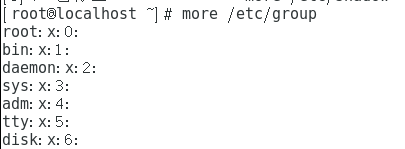 [root@localhost ~]# more /etc/group
root:x:0:
bin:x:1:
daemon:x:2:
sys:x:3:
adm:x:4:
tty:x:5:
disk:x:6: